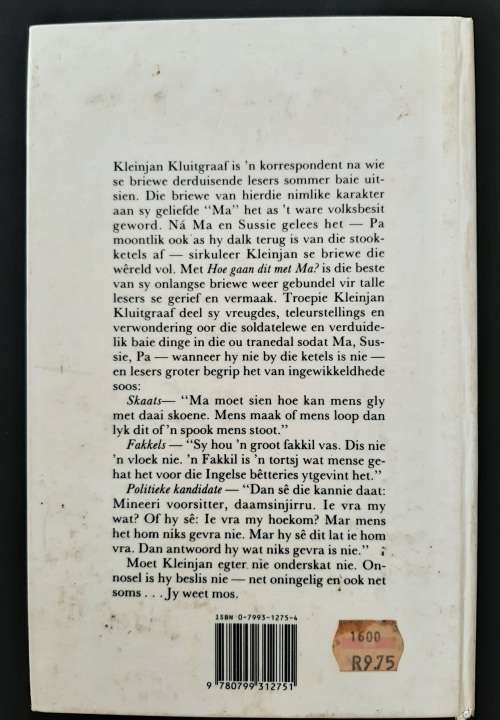 Kleinjan Kluitgraaf is 'n korrespondent na wie
se briewe derduisende lesers sommer baie uit-
sien. Die briewe van hierdie nimlike karakter
aan sy geliefde "Ma" het as 't ware volksbesit
geword. Ná Ma en Sussie gelees het — Pa
moontlik ook as hy dalk terug is van die stook-
ketels af — sirkuleer Kleinjan se briewe die
wêreld vol. Met Hoe gaan dit met Ma? is die beste
van sy onlangse briewe weer gebundel vir talle
lesers se gerief en vermaak. Troepie Kleinjan
Kluitgraaf deel sy vreugdes, teleurstellings en
verwondering oor die soldatelewe en verduide-
lik baie dinge in die ou tranedal sodat Ma, Sus-
sie, Pa — wanneer hy nie by die ketels is nie —
en lesers groter begrip het van ingewikkeldhede
soos:
Skaats— "Ma moet sien hoe kan mens gly
met daai skoene. Mens maak of mens loop dan
lyk dit of 'n spook mens stoot."
Fakkels — "Sy hou 'n groot fakkil vas. Dis nie
'n vloek nie. 'n Fakkil is 'n tortsj wat mense ge-
hat het voor die Ingelse bêtteries ytgevint het."
Politieke kandidate — "Dan sê die kannie daat:
Mineeri voorsitter, daamsinjirru. Ie vra my
wat? Of hy sê: Ie vra my hoekom? Mar mens
het hom niks gevra nie. Mar hy sê dit lat ie hom
vra. Dan antwoord hy wat niks gevra is nie."
Moet Kleinjan egter nie onderskat nie. On-
nosel is hy beslis nie — net oningelig en ook net
soms . . . Jy weet mos.
ISBN 0-7993-1275-4
9 780799 312751
1600
R9.75